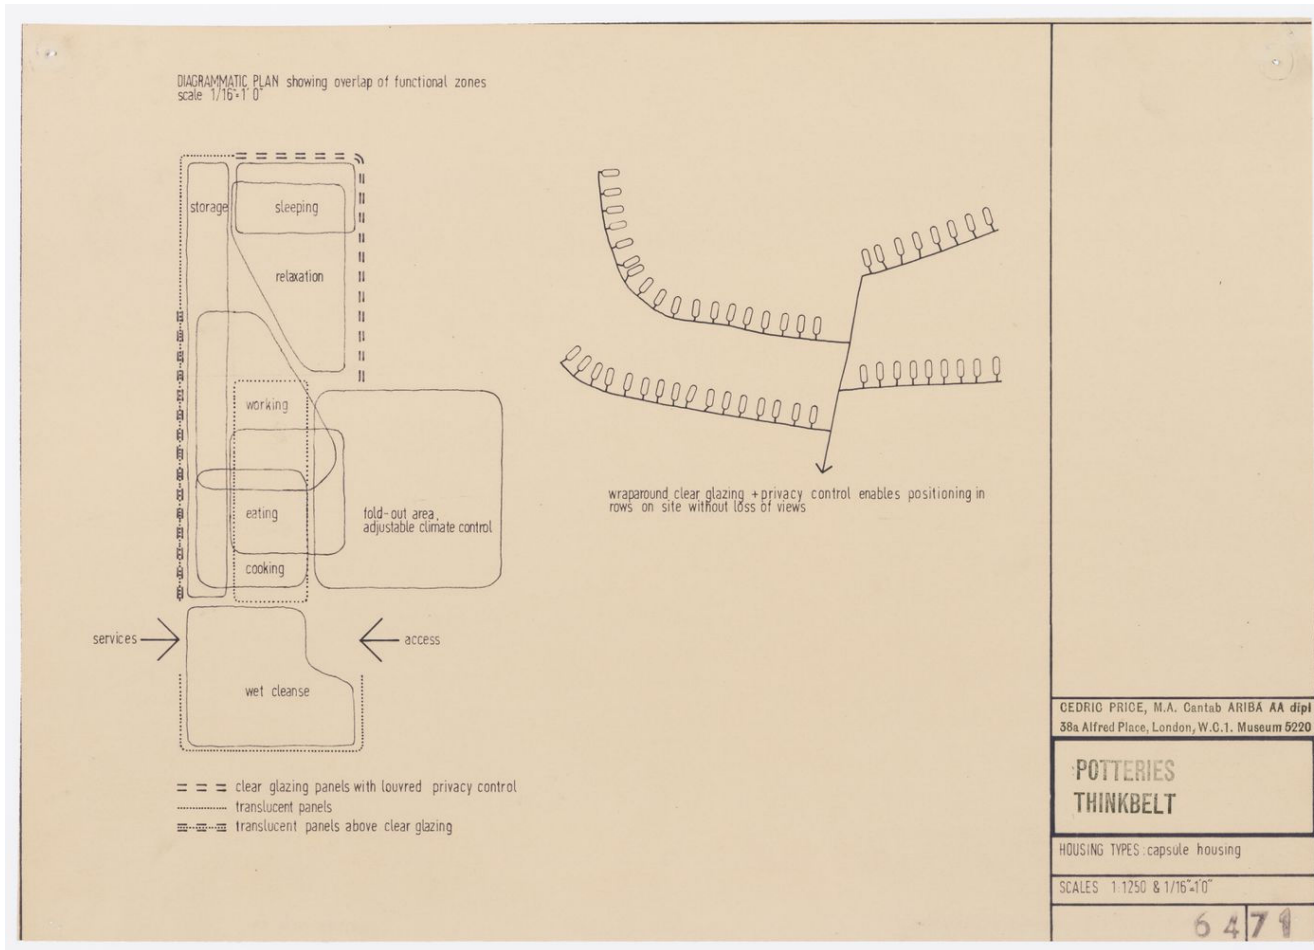 DIAGRAMMATIC PLAN showing overlap of functional zones
scale 1/16"=1' 0"
storage
sleeping
relaxation
working
eating
cooking
fold-out area,
adjustable climate control
services
access
wet cleanse
= = = clear glazing panels with louvred privacy control
translucent panels
translucent panels above clear glazing
wraparound clear glazing + privacy control enables positioning in
rows on site without loss of views
CEDRIC PRICE, M.A. Cantab ARIBA AA dipl
38a Alfred Place, London, W.C.1. Museum 5220
POTTERIES
THINKBELT
HOUSING TYPES : capsule housing
SCALES 1:1250 & 1/16"=1'0"
64 71